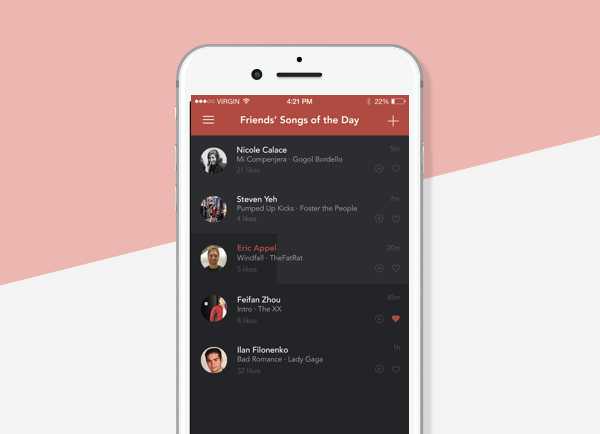 VIRGIN 4:21 PM 22%
Friends' Songs of the Day
Nicole Calace 5m
Mi Compenjera · Gogol Bordello
21 likes
Steven Yeh 7m
Pumped Up Kicks · Foster the People
4 likes
Eric Appel 20m
Windfall · TheFatRat
5 likes
Feifan Zhou 45m
Intro · The XX
8 likes
Ilan Filonenko 1h
Bad Romance · Lady Gaga
32 likes